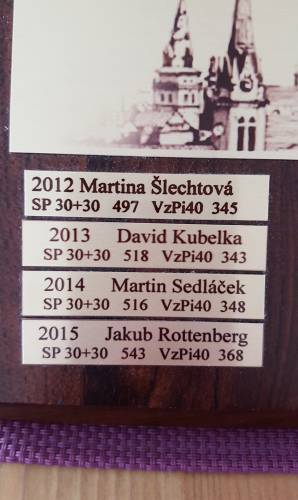 2012 Martina Šlechtová
SP 30+30 497 VzPi40 345
2013 David Kubelka
SP 30+30 518 VzPi40 343
2014 Martin Sedláček
SP 30+30 516 VzPi40 348
2015 Jakub Rottenberg
SP 30+30 543 VzPi40 368